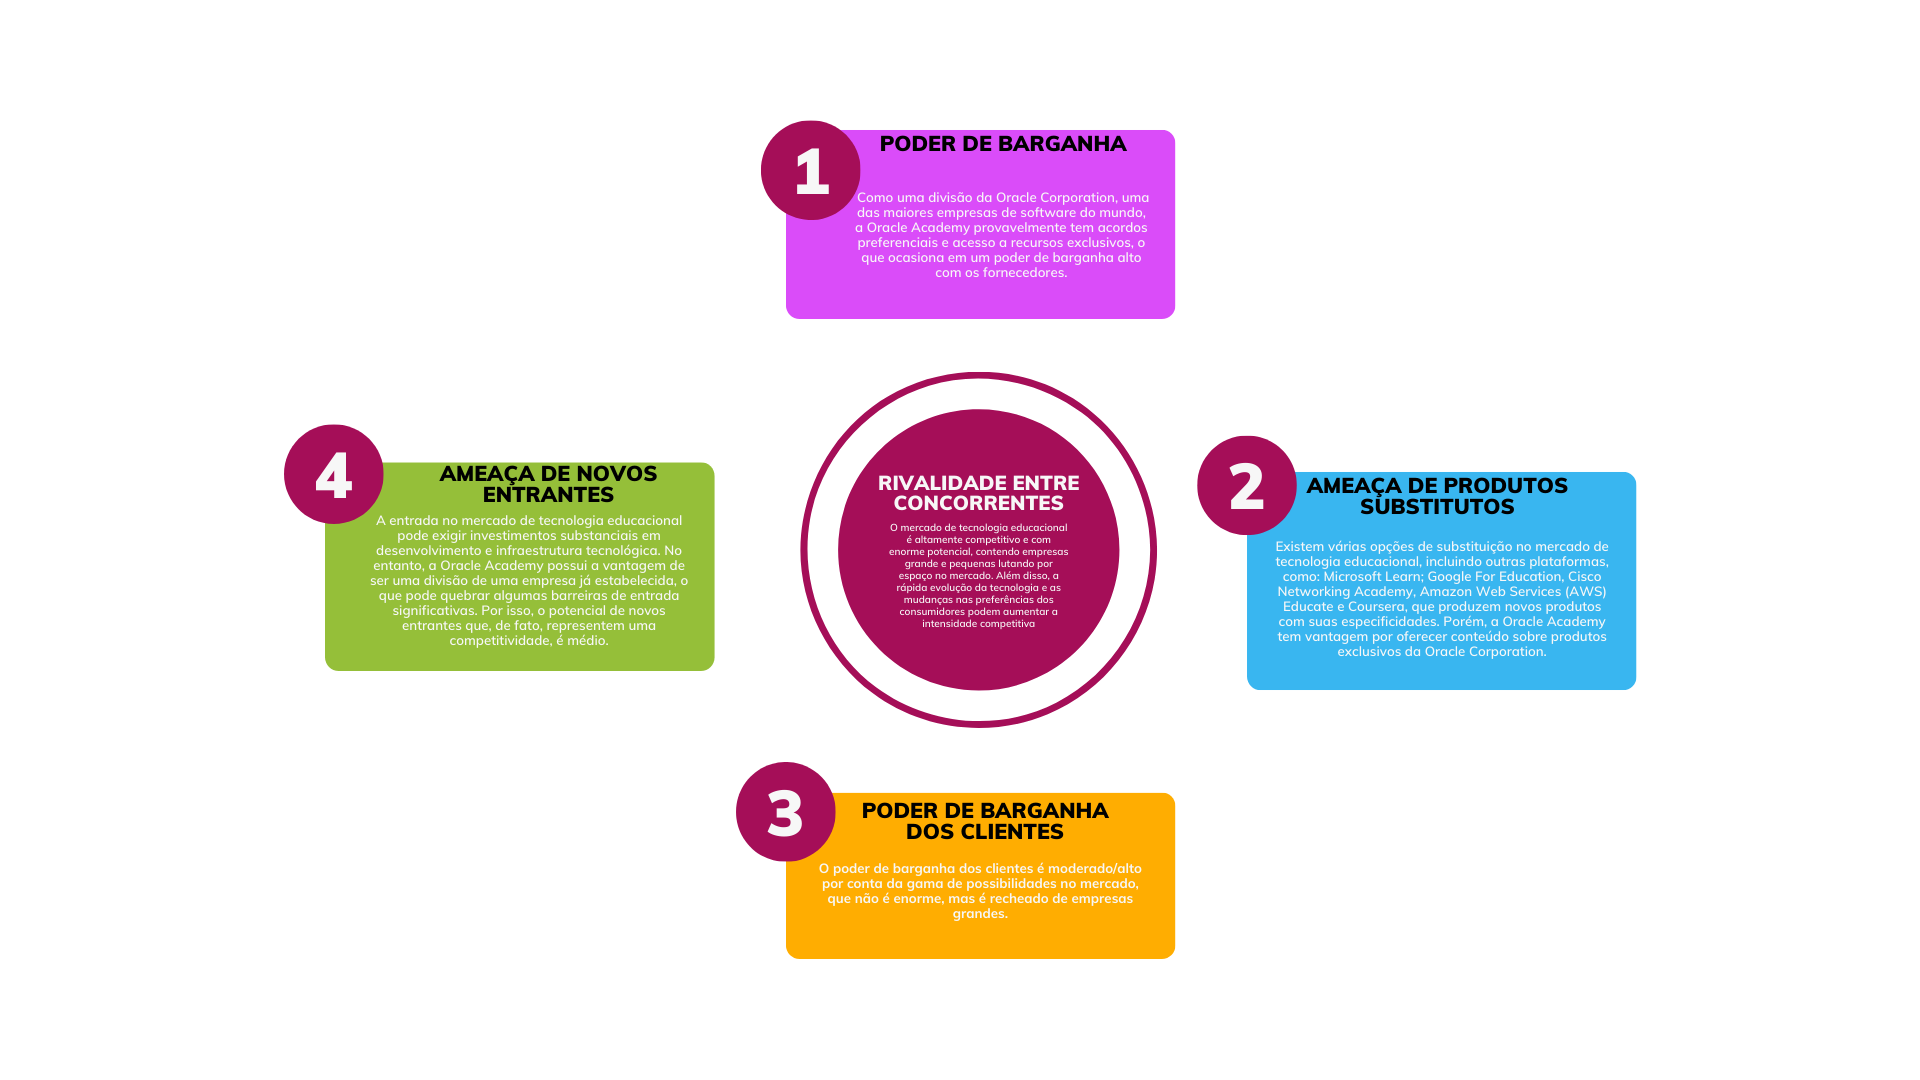 1
PODER DE BARGANHA
Como uma divisão da Oracle Corporation, uma
das maiores empresas de software do mundo,
a Oracle Academy provavelmente tem acordos
preferenciais e acesso a recursos exclusivos, o
que ocasiona em um poder de barganha alto
com os fornecedores.
4
AMEAÇA DE NOVOS
ENTRANTES
A entrada no mercado de tecnologia educacional
pode exigir investimentos substanciais em
desenvolvimento e infraestrutura tecnológica. No
entanto, a Oracle Academy possui a vantagem de
ser uma divisão de uma empresa já estabelecida, o
que pode quebrar algumas barreiras de entrada
significativas. Por isso, o potencial de novos
entrantes que, de fato, representem uma
competitividade, é médio.
RIVALIDADE ENTRE
CONCORRENTES
O mercado de tecnologia educacional
é altamente competitivo e com
enorme potencial, contendo empresas
grande e pequenas lutando por
espaço no mercado. Além disso, a
rápida evolução da tecnologia e as
mudanças nas preferências dos
consumidores podem aumentar a
intensidade competitiva
2
AMEAÇA DE PRODUTOS
SUBSTITUTOS
Existem várias opções de substituição no mercado de
tecnologia educacional, incluindo outras plataformas,
como: Microsoft Learn; Google For Education, Cisco
Networking Academy, Amazon Web Services (AWS)
Educate e Coursera, que produzem novos produtos
com suas especificidades. Porém, a Oracle Academy
tem vantagem por oferecer conteúdo sobre produtos
exclusivos da Oracle Corporation.
3
PODER DE BARGANHA
DOS CLIENTES
O poder de barganha dos clientes é moderado/alto
por conta da gama de possibilidades no mercado,
que não é enorme, mas é recheado de empresas
grandes.